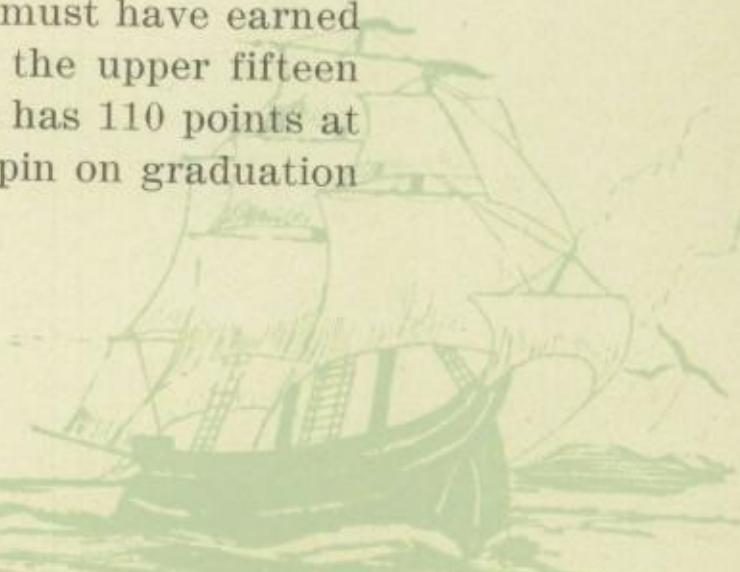 must have earned
the upper fifteen
has 110 points at
pin on graduation